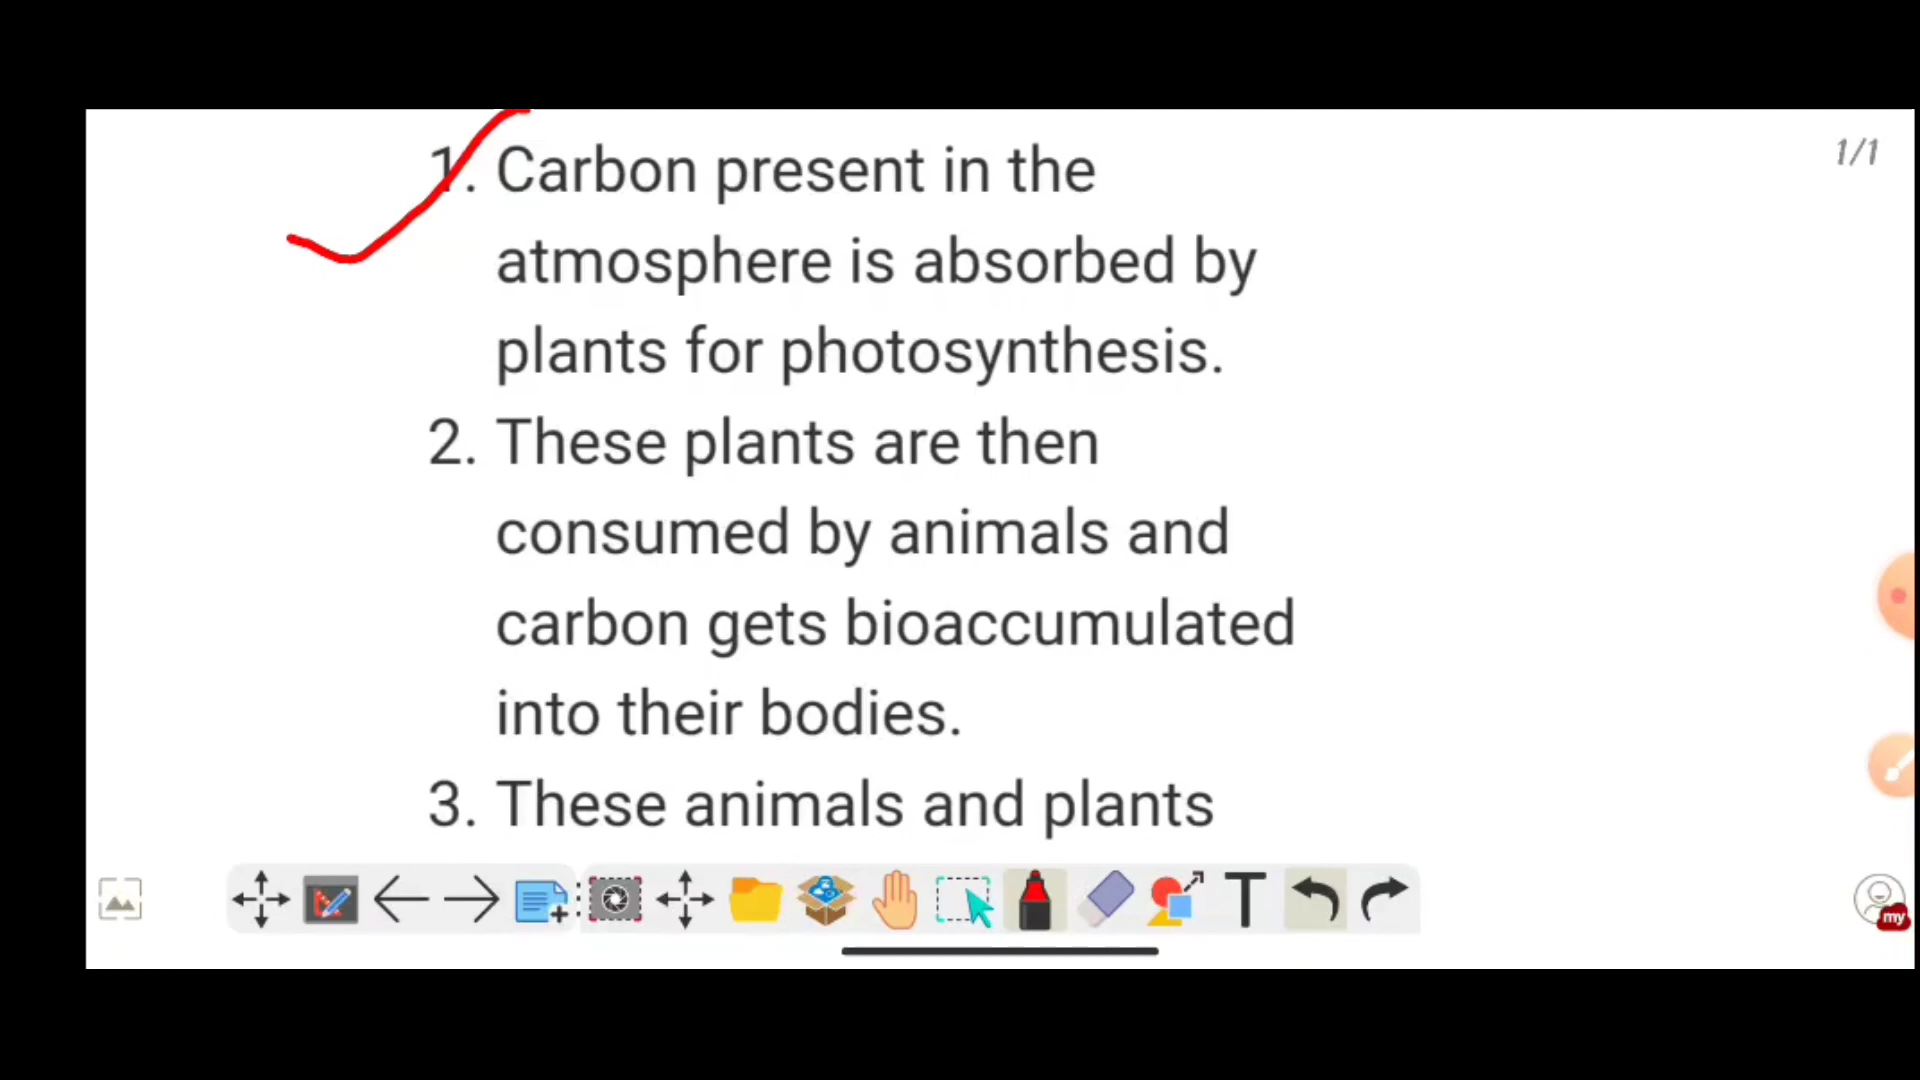 1/1
1. Carbon present in the
atmosphere is absorbed by
plants for photosynthesis.
2. These plants are then
consumed by animals and
carbon gets bioaccumulated
into their bodies.
3. These animals and plants
T
my